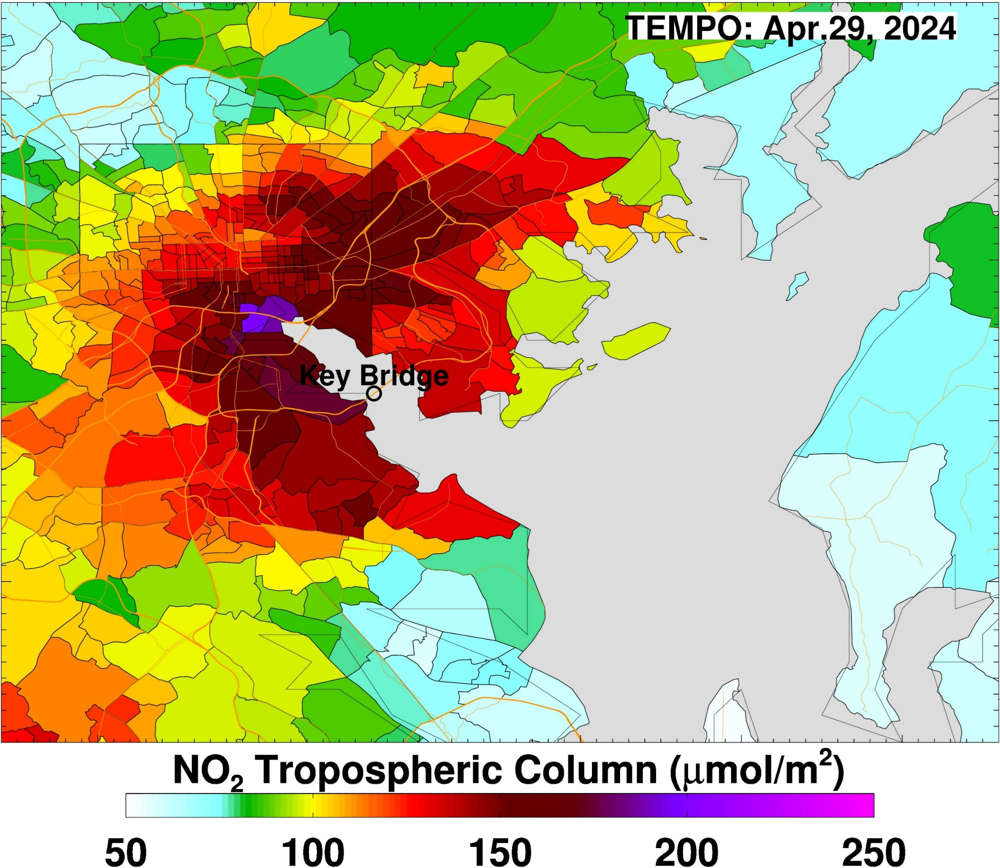 TEMPO: Apr.29, 2024
Key Bridge
NO₂ Tropospheric Column (μmol/m²)
50 100 150 200 250